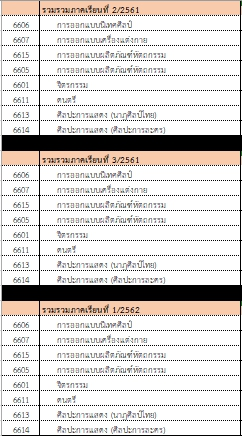 รวมรวมภาคเรียนที่ 2/2561
6606 การออกแบบนิเทศศิลป์
6607 การออกแบบเครื่องแต่งกาย
6615 การออกแบบผลิตภัณฑ์หัตถกรรม
6605 การออกแบบผลิตภัณฑ์หัตถกรรม
6601 จิตรกรรม
6611 ดนตรี
6613 ศิลปะการแสดง (นาฏศิลป์ไทย)
6614 ศิลปะการแสดง (ศิลปะการละคร)
รวมรวมภาคเรียนที่ 3/2561
6606 การออกแบบนิเทศศิลป์
6607 การออกแบบเครื่องแต่งกาย
6615 การออกแบบผลิตภัณฑ์หัตถกรรม
6605 การออกแบบผลิตภัณฑ์หัตถกรรม
6601 จิตรกรรม
6611 ดนตรี
6613 ศิลปะการแสดง (นาฏศิลป์ไทย)
6614 ศิลปะการแสดง (ศิลปะการละคร)
รวมรวมภาคเรียนที่ 1/2562
6606 การออกแบบนิเทศศิลป์
6607 การออกแบบเครื่องแต่งกาย
6615 การออกแบบผลิตภัณฑ์หัตถกรรม
6605 การออกแบบผลิตภัณฑ์หัตถกรรม
6601 จิตรกรรม
6611 ดนตรี
6613 ศิลปะการแสดง (นาฏศิลป์ไทย)
6614 ศิลปะการแสดง (ศิลปะการละคร)